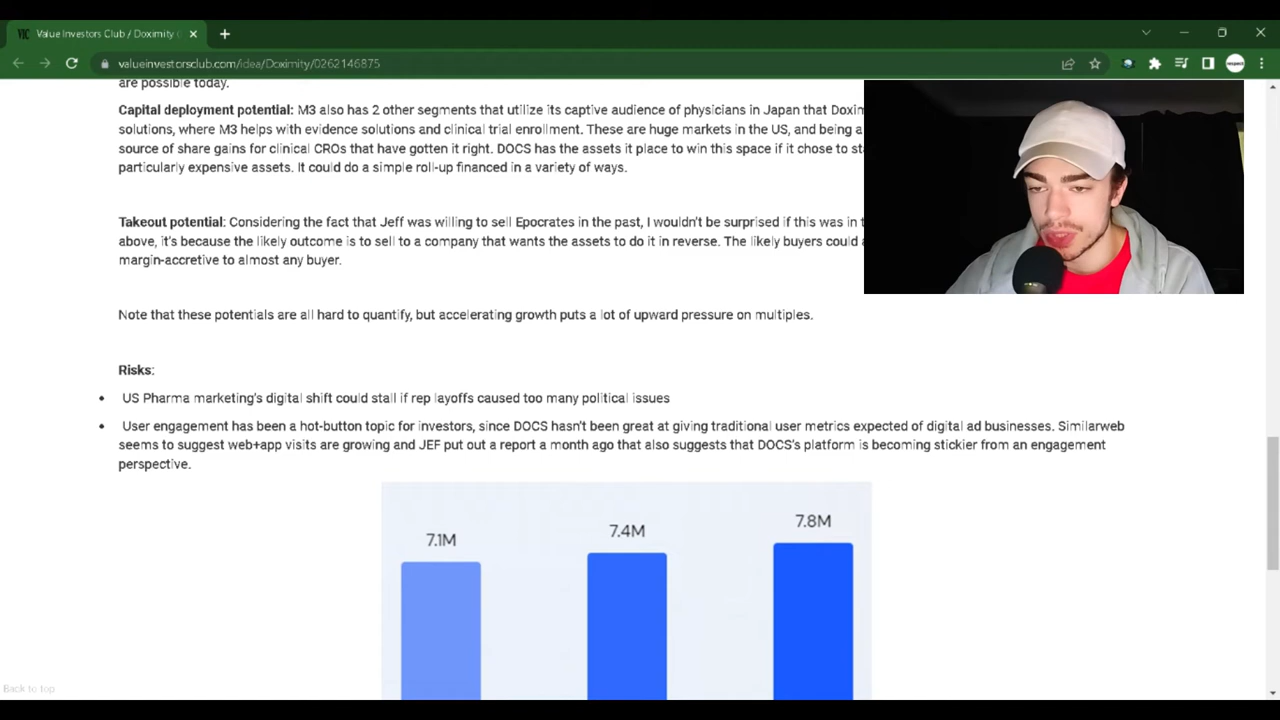 Value Investors Club / Doximity (
valueinvestorsclub.com/idea/Doximity/0262146875
are possible today.
Capital deployment potential: M3 also has 2 other segments that utilize its captive audience of physicians in Japan that
solutions, where M3 helps with evidence solutions and clinical trial enrollment. These are huge markets in the US, and being a
source of share gains for clinical CROs that have gotten it right. DOCS has the assets it place to win this space if it chose to
particularly expensive assets. It could do a simple roll-up financed in a variety of ways.
Takeout potential: Considering the fact that Jeff was willing to sell Epocrates in the past, I wouldn't be surprised if this was in
above, it's because the likely outcome is to sell to a company that wants the assets to do it in reverse. The likely buyers could
margin-accretive to almost any buyer.
Note that these potentials are all hard to quantify, but accelerating growth puts a lot of upward pressure on multiples.
Risks:
US Pharma marketing's digital shift could stall if rep layoffs caused too many political issues
User engagement has been a hot-button topic for investors, since DOCS hasn't been great at giving traditional user metrics expected of digital ad businesses. Similarweb
seems to suggest web+app visits are growing and JEF put out a report a month ago that also suggests that DOCS's platform is becoming stickier from an engagement
perspective.
7.1M
7.4M
7.8M
Back to top